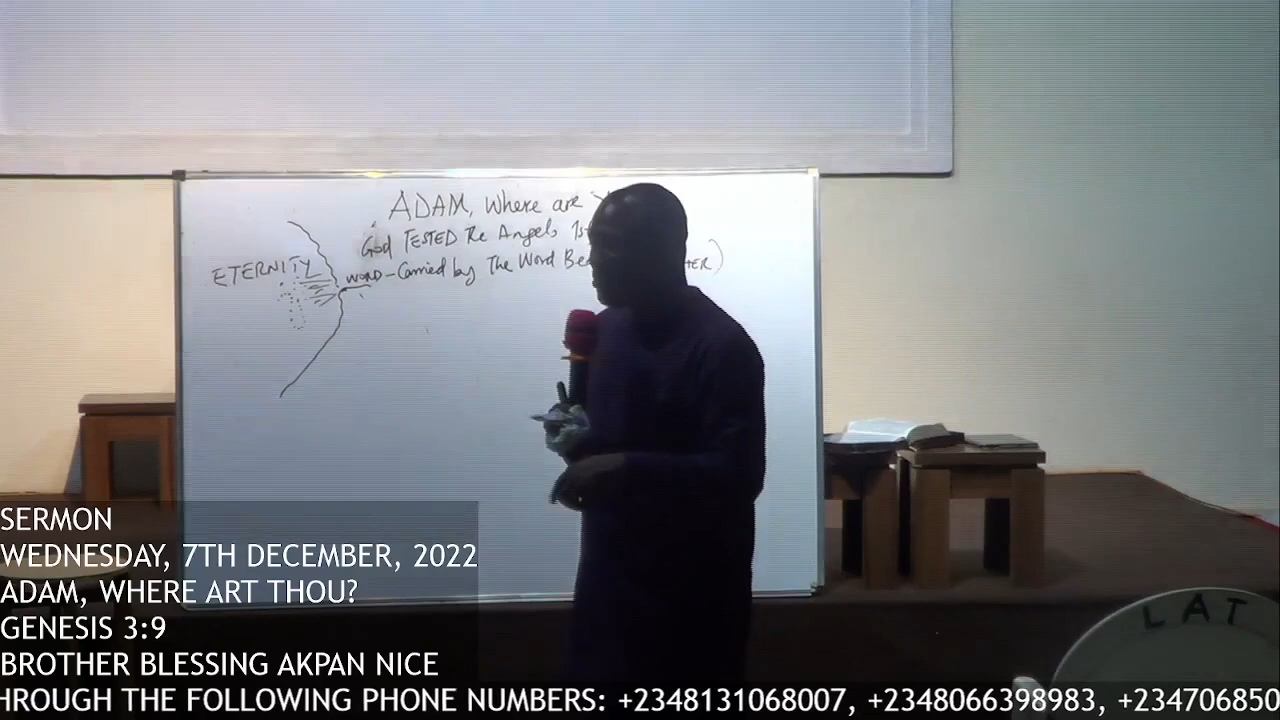 ADAM, Where are
God TESTED the Angels 1st
ETERNITY
WORD - Carried by The Word
SERMON
WEDNESDAY, 7TH DECEMBER, 2022
ADAM, WHERE ART THOU?
GENESIS 3:9
BROTHER BLESSING AKPAN NICE
HROUGH THE FOLLOWING PHONE NUMBERS: +2348131068007, +2348066398983, +234706850
LAT